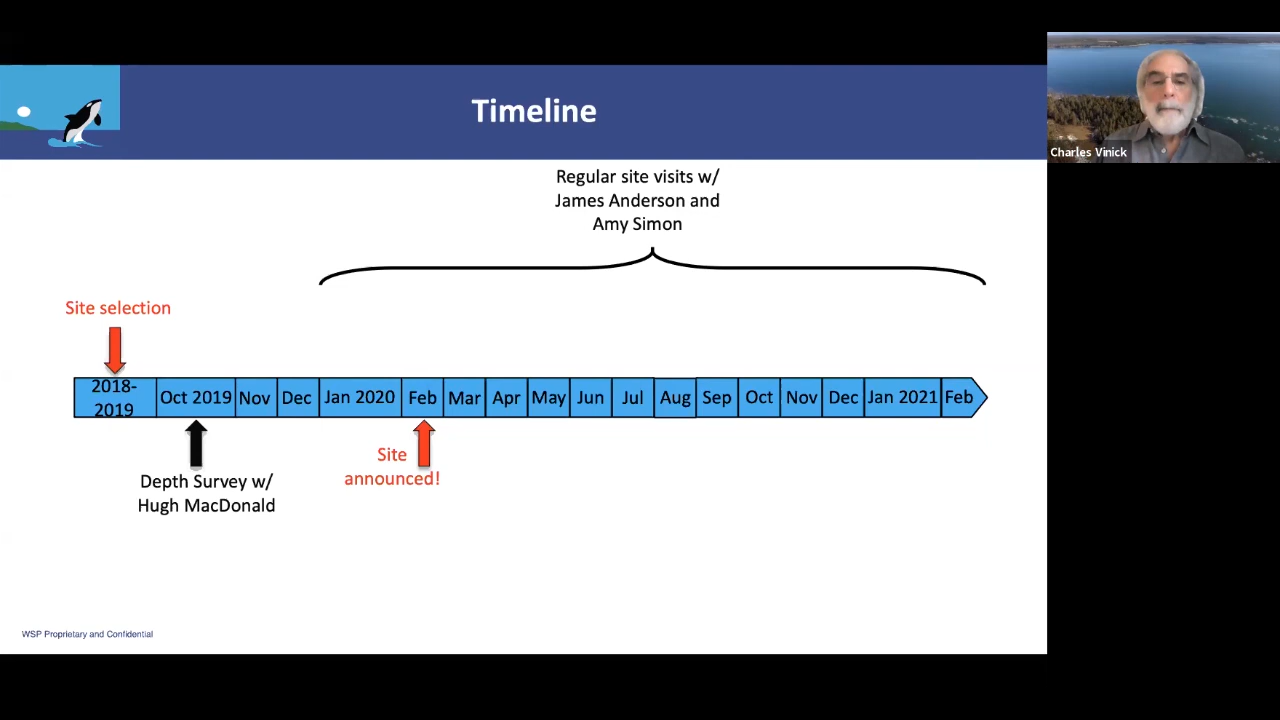 Timeline
Charles Vinick
Regular site visits w/
James Anderson and
Amy Simon
Site selection
2018-
2019
Oct 2019 Nov Dec Jan 2020 Feb Mar Apr May Jun Jul Aug Sep Oct Nov Dec Jan 2021 Feb
Site
announced!
Depth Survey w/
Hugh MacDonald
WSP Proprietary and Confidential